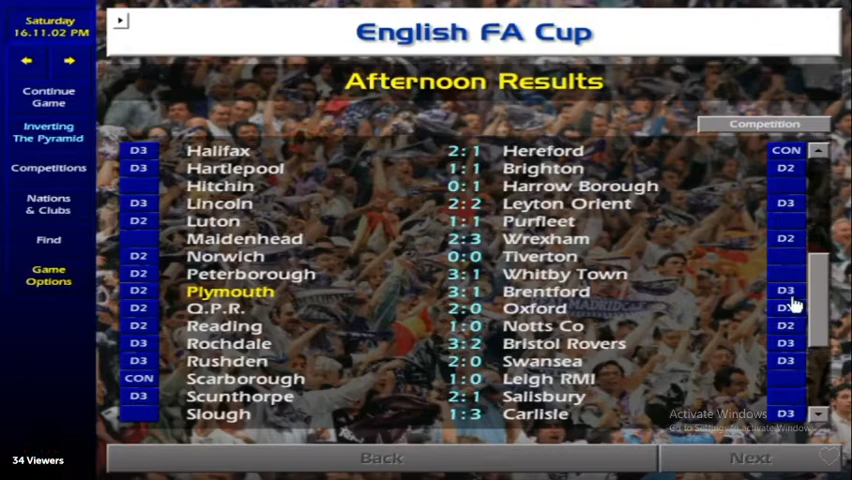 Saturday
16.11.02 PM
English FA Cup
Afternoon Results
Continue
Game
Inverting
The Pyramid
Competitions
Nations
& Clubs
Find
Game
Options
Competition
D3 Halifax 2:1 Hereford CON
D3 Hartlepool 1:1 Brighton D2
Hitchin 0:1 Harrow Borough
D3 Lincoln 2:2 Leyton Orient D3
D2 Luton 1:1 Purfleet
Maidenhead 2:3 Wrexham D2
D2 Norwich 0:0 Tiverton
D2 Peterborough 3:1 Whitby Town
D2 Plymouth 3:1 Brentford D3
D2 Q.P.R. 2:0 Oxford
D2 Reading 1:0 Notts Co D2
D3 Rochdale 3:2 Bristol Rovers D3
D3 Rushden 2:0 Swansea D3
CON Scarborough 1:0 Leigh RMI
D3 Scunthorpe 2:1 Salisbury
Slough 1:3 Carlisle D3
Activate Windows
Go to Settings to activate Windows.
34 Viewers
Back
Next